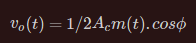 v_o(t) = 1/2A_c m(t).cosϕ